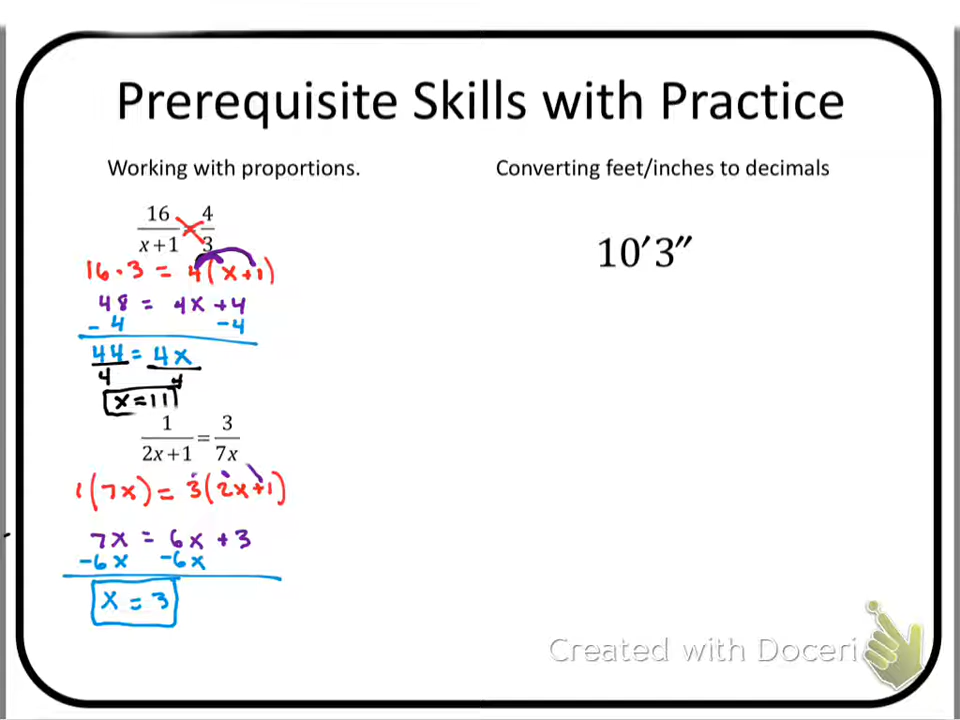 Prerequisite Skills with Practice
Working with proportions.
16/(x+1) = 4/3
16 · 3 = 4(x+1)
48 = 4x + 4
-4 -4
44 = 4x
4 4
x = 11
1/(2x+1) = 3/7x
1(7x) = 3(2x+1)
7x = 6x + 3
-6x -6x
x = 3
Converting feet/inches to decimals
10′3″
Created with Doceri